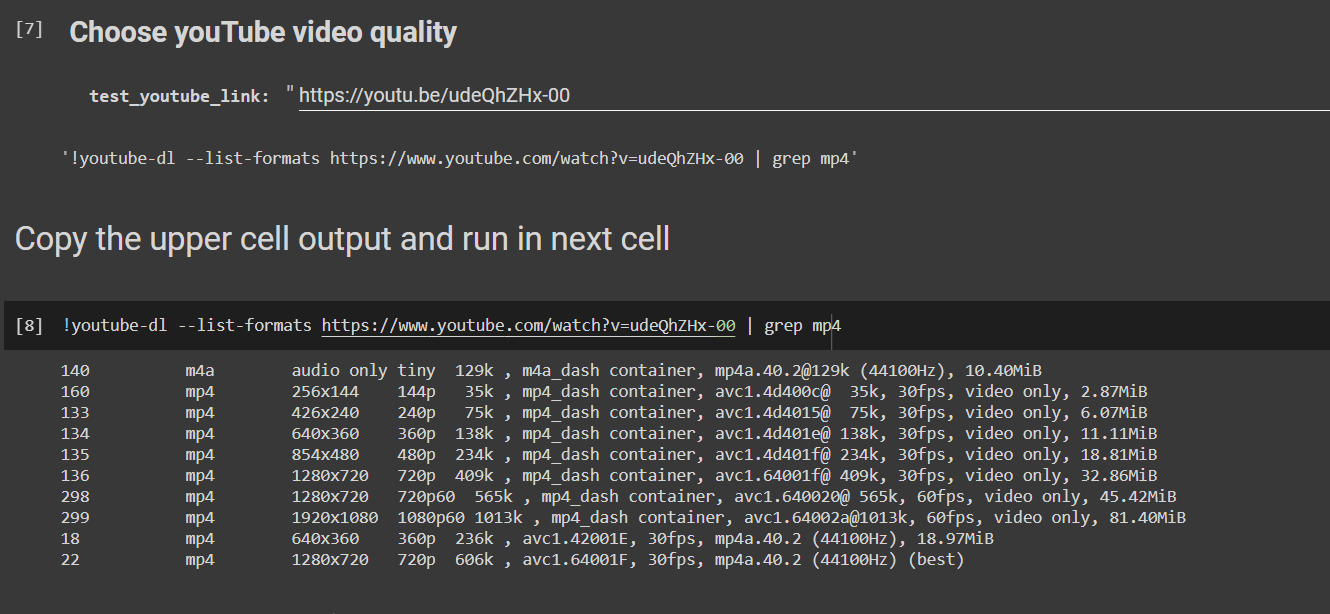 [7] Choose youTube video quality
test_youtube_link: "https://youtu.be/udeQhZHx-00
'!youtube-dl --list-formats https://www.youtube.com/watch?v=udeQhZHx-00 | grep mp4'
Copy the upper cell output and run in next cell
[8] !youtube-dl --list-formats https://www.youtube.com/watch?v=udeQhZHx-00 | grep mp4
140          m4a        audio only tiny  129k , m4a_dash container, mp4a.40.2@129k (44100Hz), 10.40MiB
160          mp4        256x144    144p   35k , mp4_dash container, avc1.4d400c@  35k, 30fps, video only, 2.87MiB
133          mp4        426x240    240p   75k , mp4_dash container, avc1.4d4015@  75k, 30fps, video only, 6.07MiB
134          mp4        640x360    360p  138k , mp4_dash container, avc1.4d401e@ 138k, 30fps, video only, 11.11MiB
135          mp4        854x480    480p  234k , mp4_dash container, avc1.4d401f@ 234k, 30fps, video only, 18.81MiB
136          mp4        1280x720   720p  409k , mp4_dash container, avc1.64001f@ 409k, 30fps, video only, 32.86MiB
298          mp4        1280x720   720p60  565k , mp4_dash container, avc1.640020@ 565k, 60fps, video only, 45.42MiB
299          mp4        1920x1080  1080p60 1013k , mp4_dash container, avc1.64002a@1013k, 60fps, video only, 81.40MiB
18           mp4        640x360    360p  236k , avc1.42001E, 30fps, mp4a.40.2 (44100Hz), 18.97MiB
22           mp4        1280x720   720p  606k , avc1.64001F, 30fps, mp4a.40.2 (44100Hz) (best)